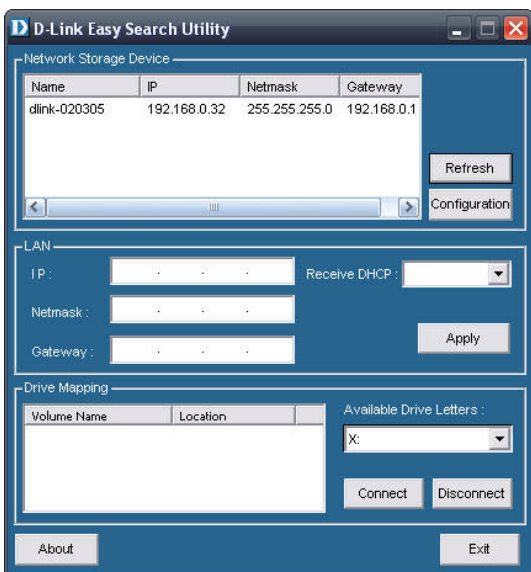 D-Link Easy Search Utility
Network Storage Device
Name IP Netmask Gateway
dlink-020305 192.168.0.32 255.255.255.0 192.168.0.1
Refresh
Configuration
LAN
IP :
Receive DHCP :
Netmask :
Gateway :
Apply
Drive Mapping
Volume Name Location
Available Drive Letters :
X:
Connect Disconnect
About Exit